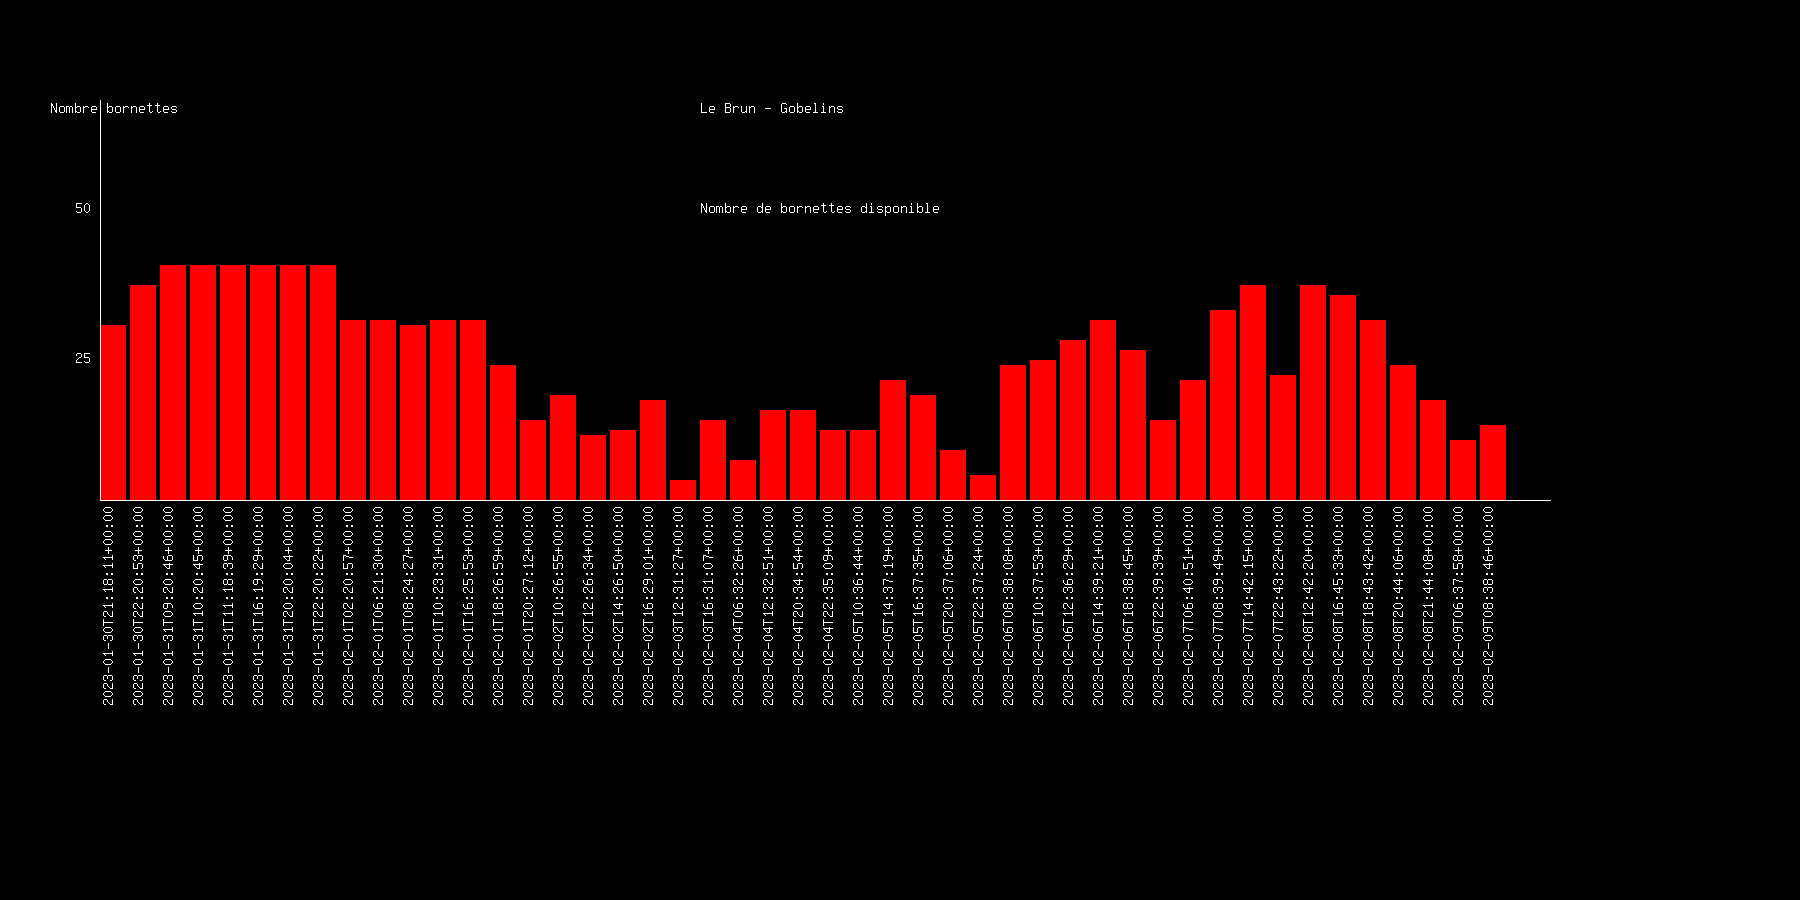 Nombre bornettes
Le Brun - Gobelins
50
Nombre de bornettes disponible
25
2023-01-30T21:18:11+00:00
2023-01-30T22:20:53+00:00
2023-01-31T09:20:46+00:00
2023-01-31T10:20:45+00:00
2023-01-31T11:18:39+00:00
2023-01-31T16:19:29+00:00
2023-01-31T20:20:04+00:00
2023-01-31T22:20:22+00:00
2023-02-01T02:20:57+00:00
2023-02-01T06:21:30+00:00
2023-02-01T08:24:27+00:00
2023-02-01T10:23:31+00:00
2023-02-01T16:25:53+00:00
2023-02-01T18:26:59+00:00
2023-02-01T20:27:12+00:00
2023-02-02T10:26:55+00:00
2023-02-02T12:26:34+00:00
2023-02-02T14:26:50+00:00
2023-02-02T16:29:01+00:00
2023-02-03T12:31:27+00:00
2023-02-03T16:31:07+00:00
2023-02-04T06:32:26+00:00
2023-02-04T12:32:51+00:00
2023-02-04T20:34:54+00:00
2023-02-04T22:35:09+00:00
2023-02-05T10:36:44+00:00
2023-02-05T14:37:19+00:00
2023-02-05T16:37:35+00:00
2023-02-05T20:37:06+00:00
2023-02-05T22:37:24+00:00
2023-02-06T08:38:08+00:00
2023-02-06T10:37:53+00:00
2023-02-06T12:36:29+00:00
2023-02-06T14:39:21+00:00
2023-02-06T18:38:45+00:00
2023-02-06T22:39:39+00:00
2023-02-07T06:40:51+00:00
2023-02-07T08:39:49+00:00
2023-02-07T14:42:15+00:00
2023-02-07T22:43:22+00:00
2023-02-08T12:42:20+00:00
2023-02-08T16:45:33+00:00
2023-02-08T18:43:42+00:00
2023-02-08T20:44:06+00:00
2023-02-08T21:44:08+00:00
2023-02-09T06:37:58+00:00
2023-02-09T08:38:46+00:00